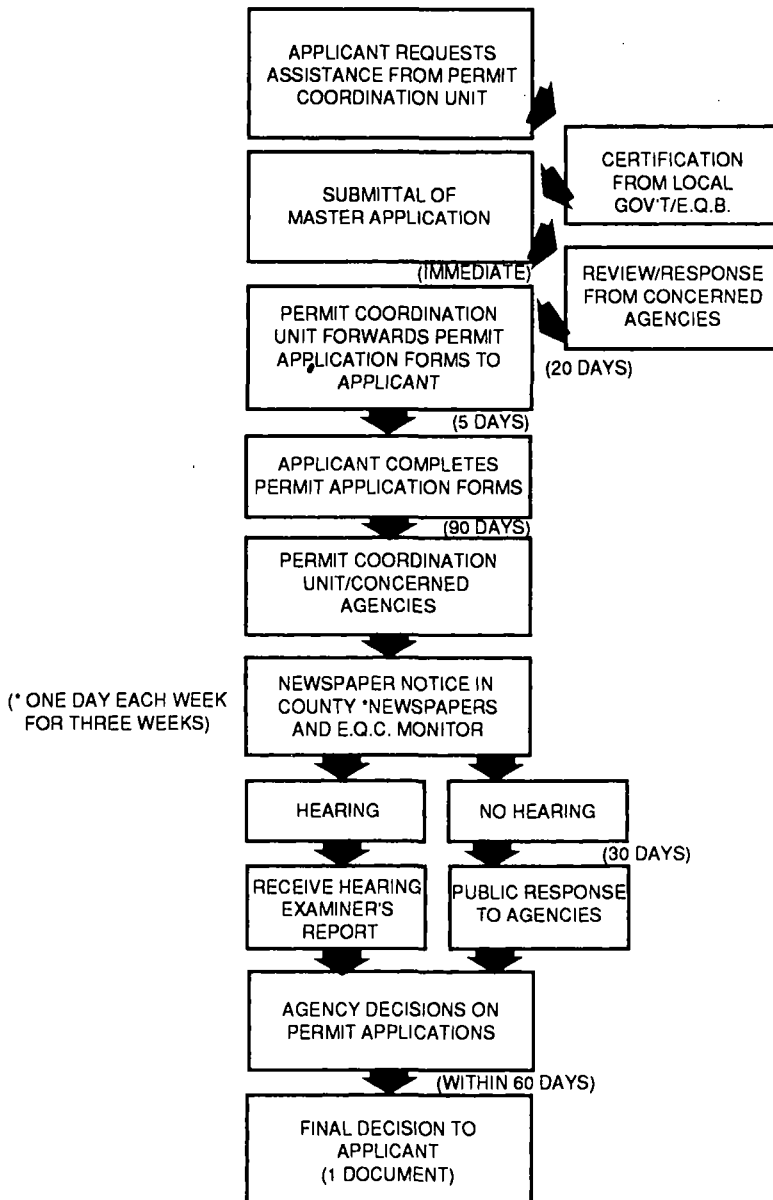 APPLICANT REQUESTS
ASSISTANCE FROM PERMIT
COORDINATION UNIT
CERTIFICATION
FROM LOCAL
GOV'T/E.Q.B.
SUBMITTAL OF
MASTER APPLICATION
(IMMEDIATE)
REVIEW/RESPONSE
FROM CONCERNED
AGENCIES
(20 DAYS)
PERMIT COORDINATION
UNIT FORWARDS PERMIT
APPLICATION FORMS TO
APPLICANT
(5 DAYS)
APPLICANT COMPLETES
PERMIT APPLICATION FORMS
(90 DAYS)
PERMIT COORDINATION
UNIT/CONCERNED
AGENCIES
(* ONE DAY EACH WEEK
FOR THREE WEEKS)
NEWSPAPER NOTICE IN
COUNTY *NEWSPAPERS
AND E.Q.C. MONITOR
HEARING
NO HEARING
(30 DAYS)
RECEIVE HEARING
EXAMINER'S
REPORT
PUBLIC RESPONSE
TO AGENCIES
AGENCY DECISIONS ON
PERMIT APPLICATIONS
(WITHIN 60 DAYS)
FINAL DECISION TO
APPLICANT
(1 DOCUMENT)